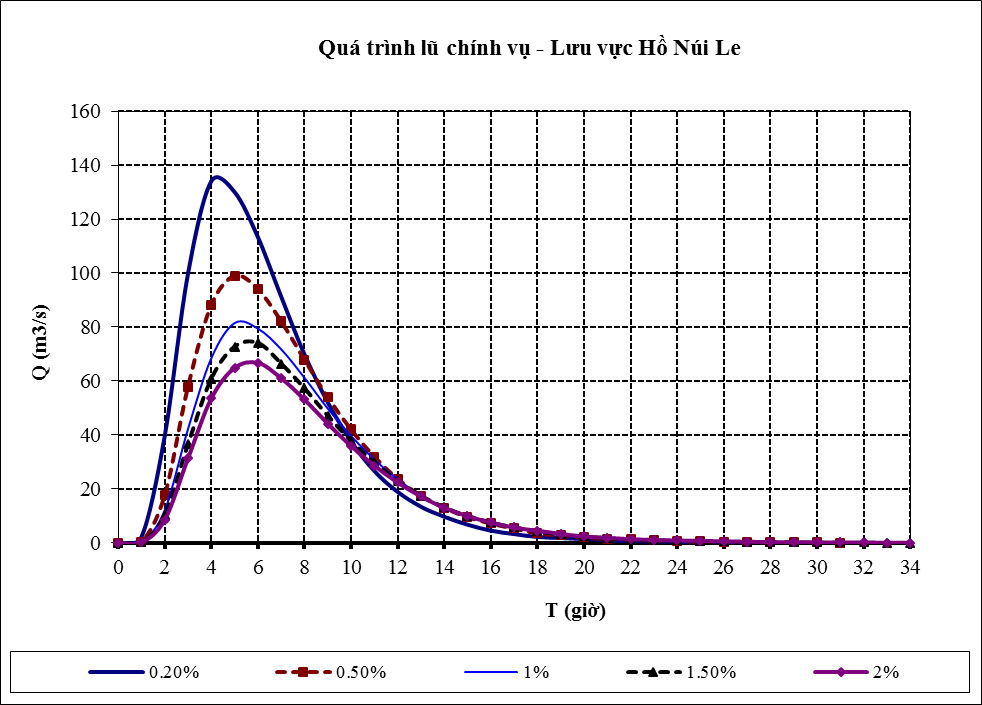 Quá trình lũ chính vụ - Lưu vực Hồ Núi Le
160
140
120
100
80
60
40
20
0
Q (m3/s)
0 2 4 6 8 10 12 14 16 18 20 22 24 26 28 30 32 34
T (giờ)
0.20% 0.50% 1% 1.50% 2%